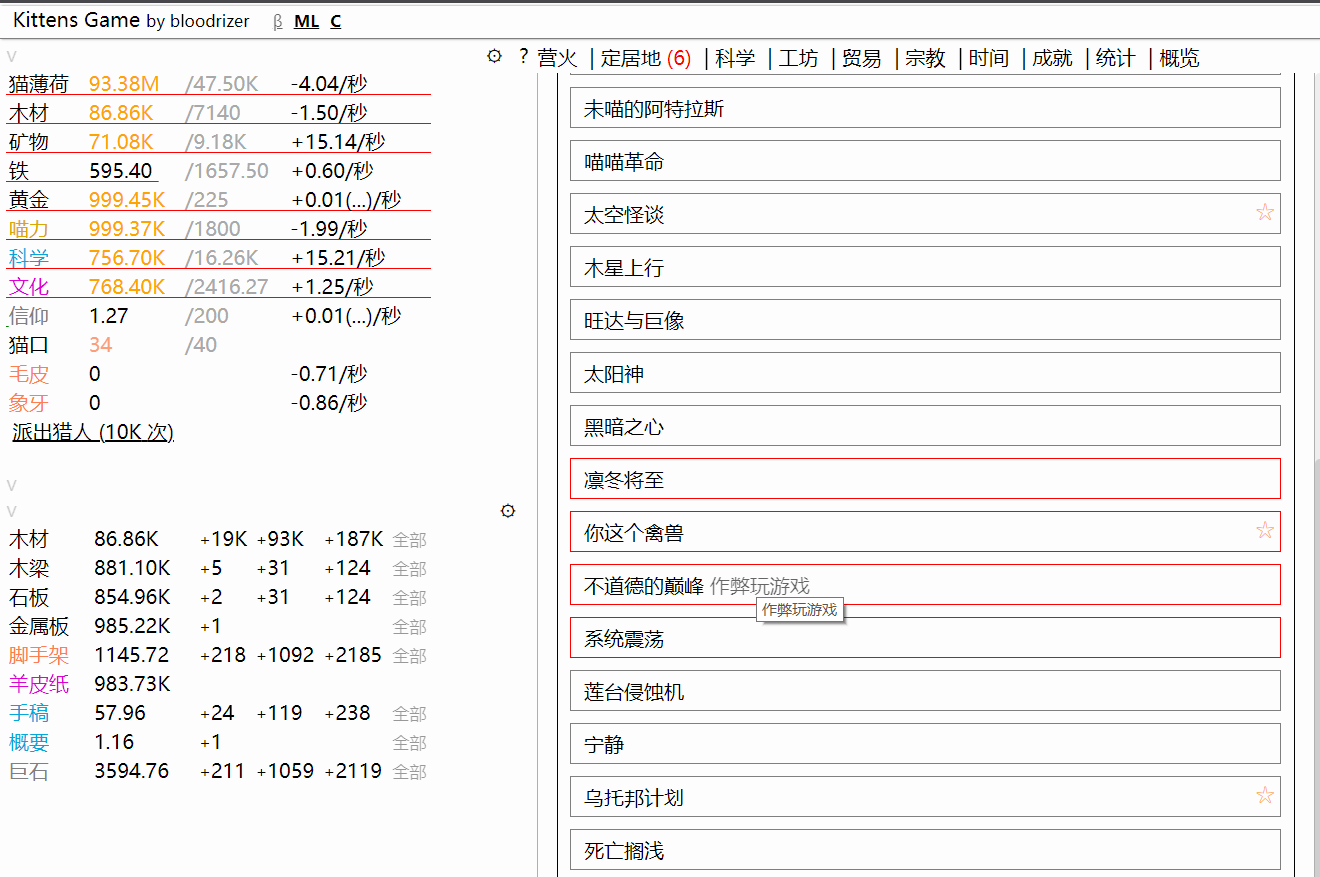 Kittens Game by bloodrizer β ML C
? 营火 | 定居地 (6) | 科学 | 工坊 | 贸易 | 宗教 | 时间 | 成就 | 统计 | 概览
猫薄荷 93.38M /47.50K -4.04/秒
木材 86.86K /7140 -1.50/秒
矿物 71.08K /9.18K +15.14/秒
铁 595.40 /1657.50 +0.60/秒
黄金 999.45K /225 +0.01(...)/秒
喵力 999.37K /1800 -1.99/秒
科学 756.70K /16.26K +15.21/秒
文化 768.40K /2416.27 +1.25/秒
信仰 1.27 /200 +0.01(...)/秒
猫口 34 /40
毛皮 0 -0.71/秒
象牙 0 -0.86/秒
派出猎人 (10K 次)
木材 86.86K +19K +93K +187K 全部
木梁 881.10K +5 +31 +124 全部
石板 854.96K +2 +31 +124 全部
金属板 985.22K +1 全部
脚手架 1145.72 +218 +1092 +2185 全部
羊皮纸 983.73K
手稿 57.96 +24 +119 +238 全部
概要 1.16 +1 全部
巨石 3594.76 +211 +1059 +2119 全部
未喵的阿特拉斯
喵喵革命
太空怪谈
木星上行
旺达与巨像
太阳神
黑暗之心
凛冬将至
你这个禽兽
不道德的巅峰 作弊玩游戏
作弊玩游戏
系统震荡
莲台侵蚀机
宁静
乌托邦计划
死亡搁浅